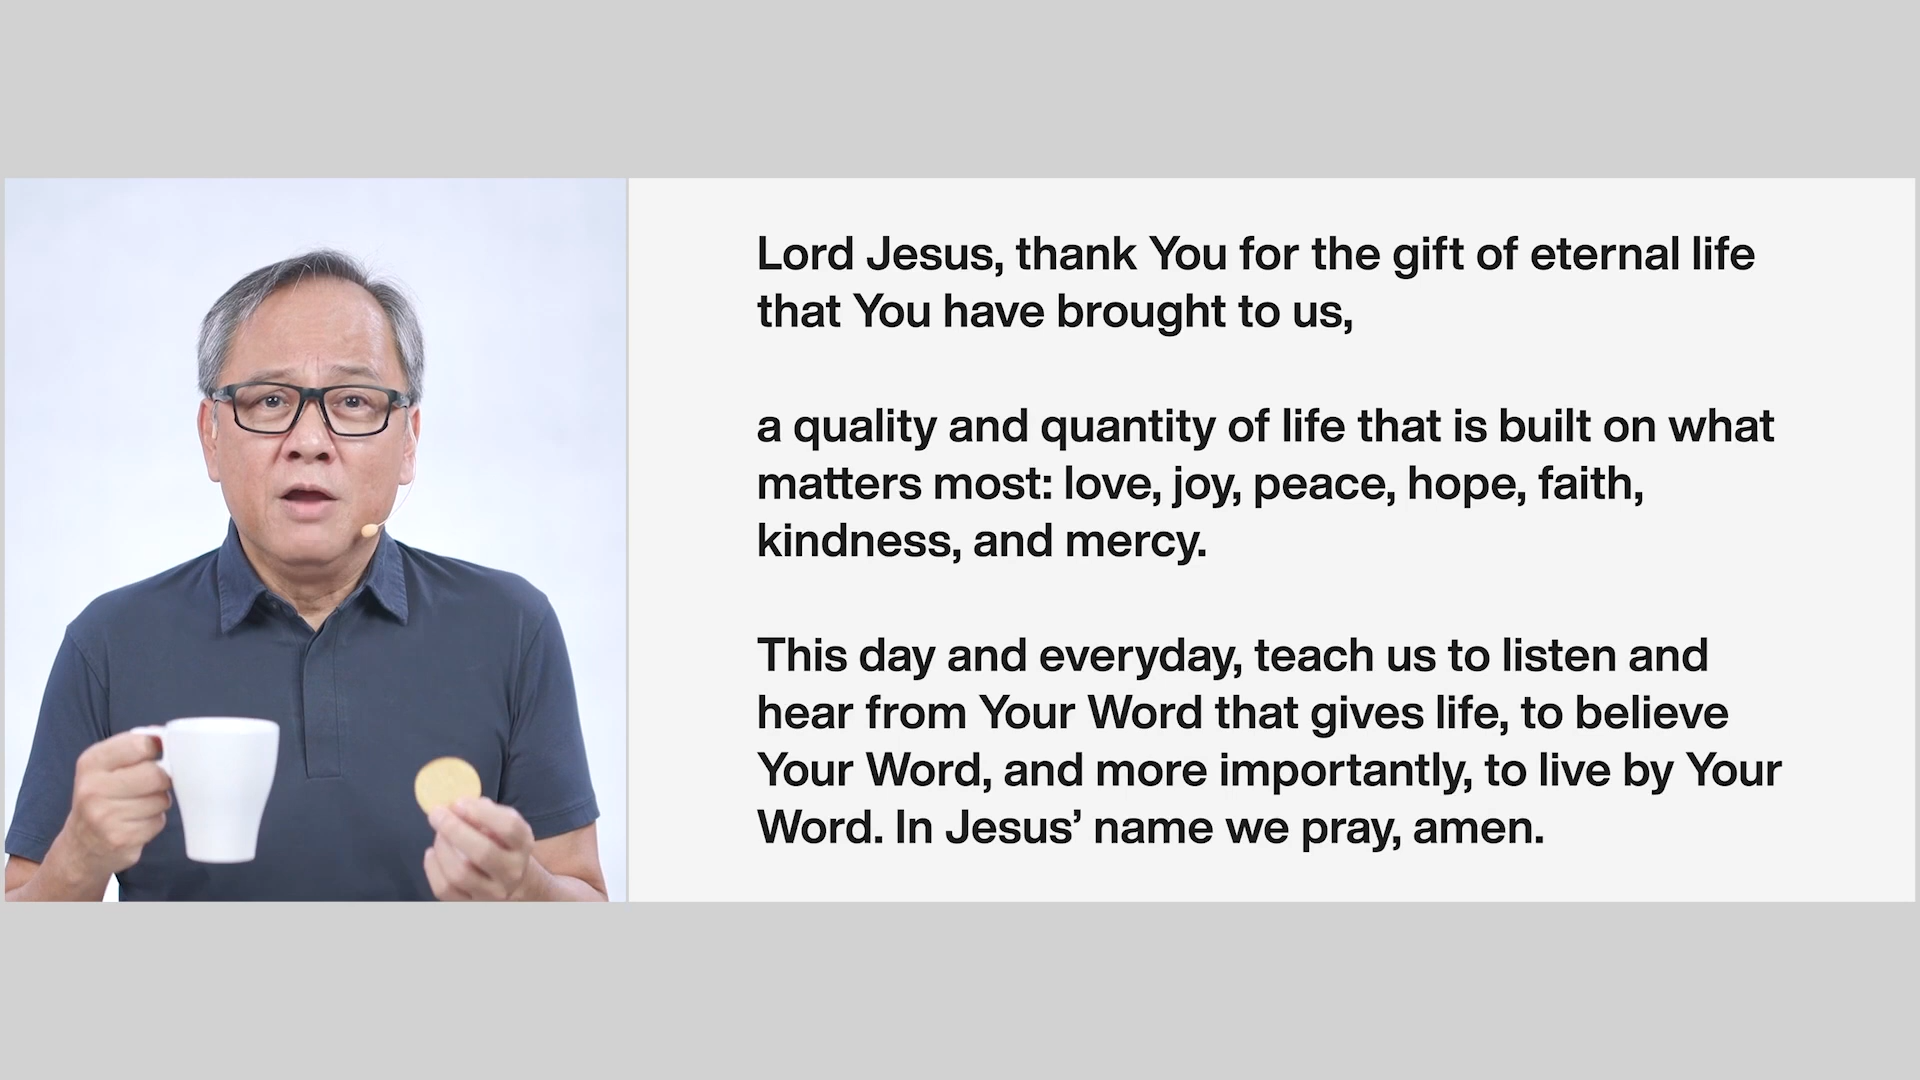 Lord Jesus, thank You for the gift of eternal life
that You have brought to us,
a quality and quantity of life that is built on what
matters most: love, joy, peace, hope, faith,
kindness, and mercy.
This day and everyday, teach us to listen and
hear from Your Word that gives life, to believe
Your Word, and more importantly, to live by Your
Word. In Jesus’ name we pray, amen.